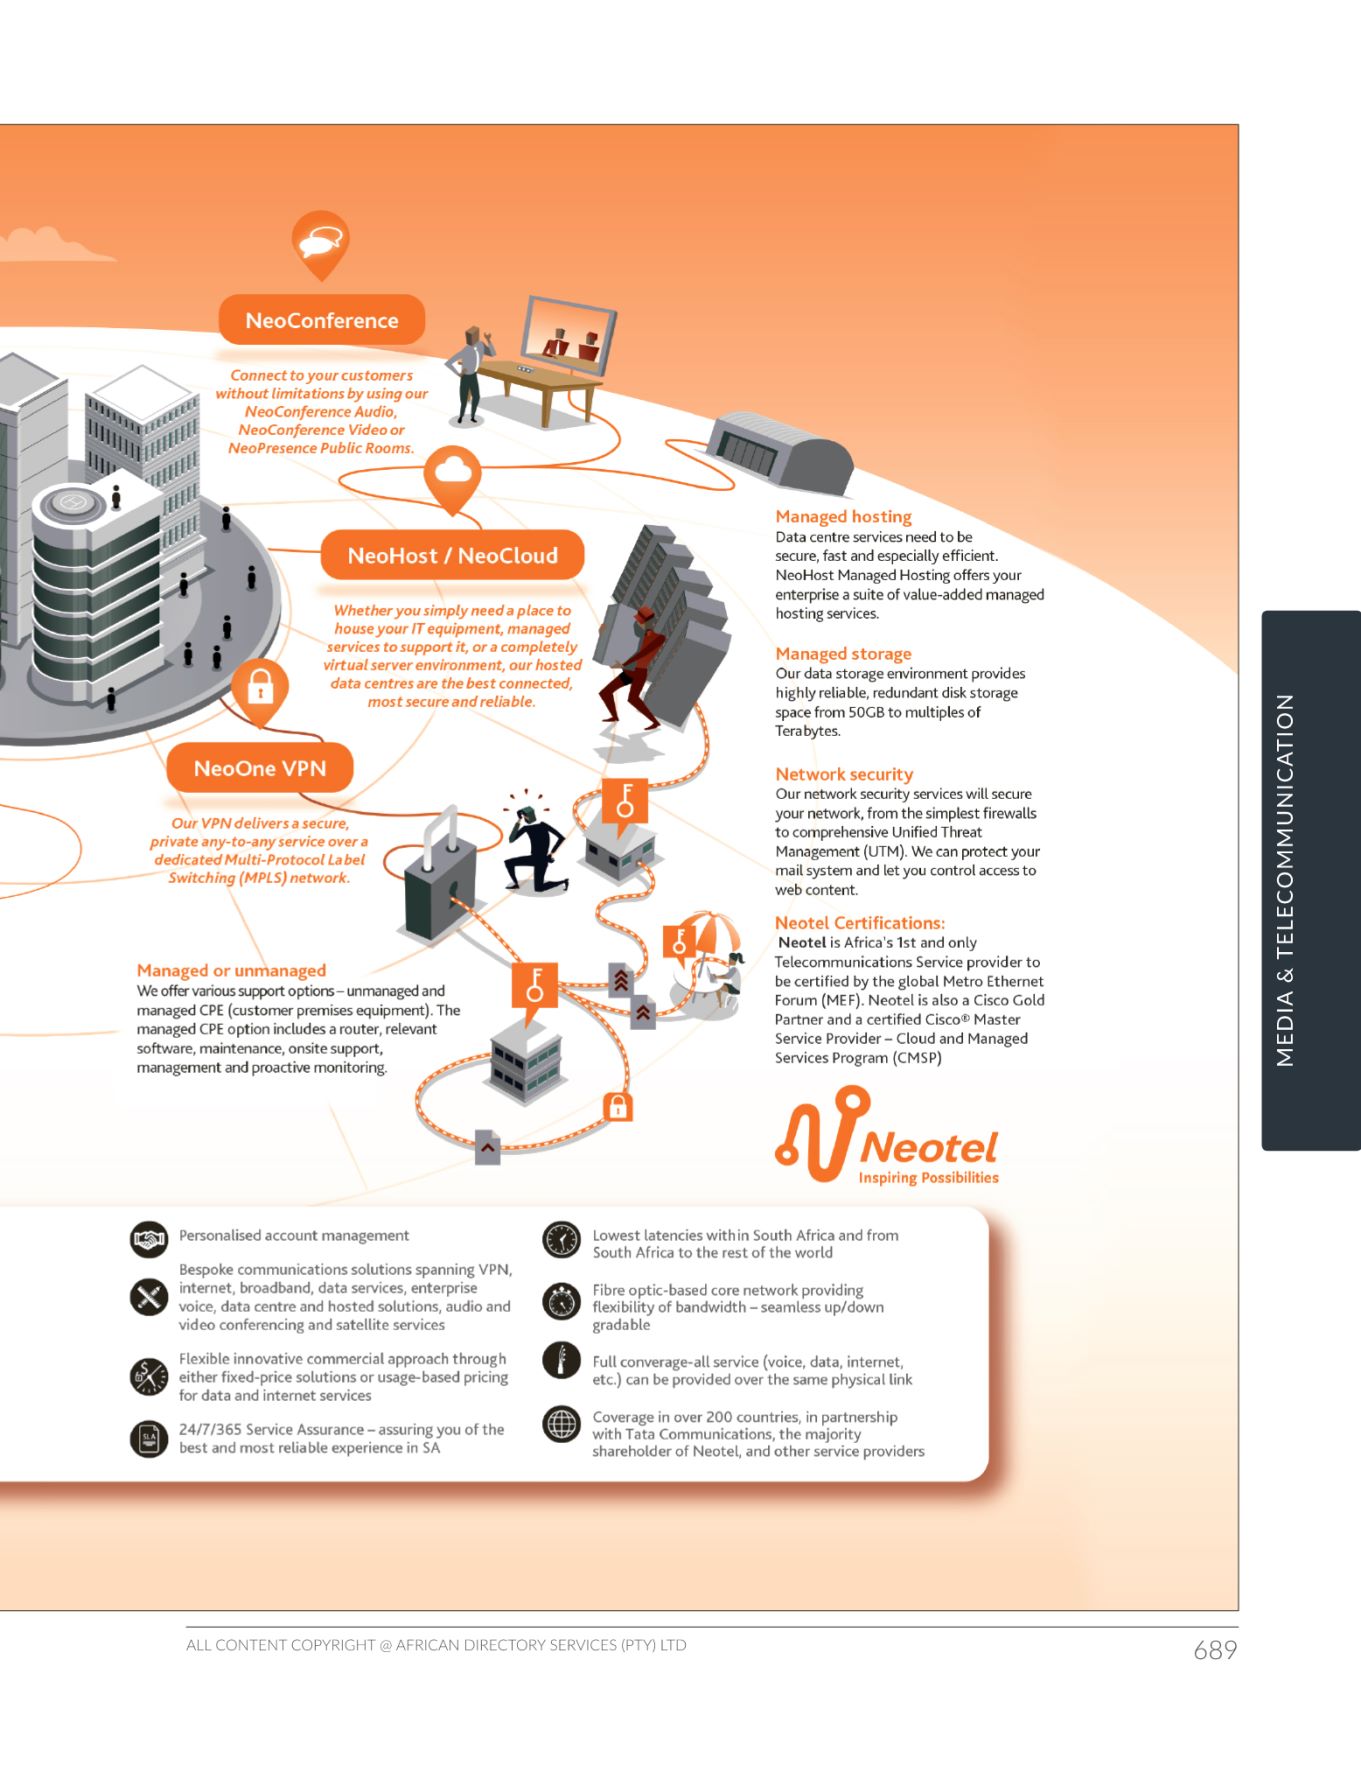 NeoConference
Connect to your customers
without limitations by using our
NeoConference Audio,
NeoConference Video or
NeoPresence Public Rooms.
NeoHost / NeoCloud
Whether you simply need a place to
house your IT equipment, managed
services to support it, or a completely
virtual server environment, our hosted
data centres are the best connected,
most secure and reliable.
NeoOne VPN
Our VPN delivers a secure,
private any-to-any service over a
dedicated Multi-Protocol Label
Switching (MPLS) network.
Managed or unmanaged
We offer various support options – unmanaged and
managed CPE (customer premises equipment). The
managed CPE option includes a router, relevant
software, maintenance, onsite support,
management and proactive monitoring.
Managed hosting
Data centre services need to be
secure, fast and especially efficient.
NeoHost Managed Hosting offers your
enterprise a suite of value-added managed
hosting services.
Managed storage
Our data storage environment provides
highly reliable, redundant disk storage
space from 50GB to multiples of
Terabytes.
Network security
Our network security services will secure
your network, from the simplest firewalls
to comprehensive Unified Threat
Management (UTM). We can protect your
mail system and let you control access to
web content.
Neotel Certifications:
Neotel is Africa's 1st and only
Telecommunications Service provider to
be certified by the global Metro Ethernet
Forum (MEF). Neotel is also a Cisco Gold
Partner and a certified Cisco® Master
Service Provider – Cloud and Managed
Services Program (CMSP)
Neotel
Inspiring Possibilities
Personalised account management
Bespoke communications solutions spanning VPN,
internet, broadband, data services, enterprise
voice, data centre and hosted solutions, audio and
video conferencing and satellite services
Flexible innovative commercial approach through
either fixed-price solutions or usage-based pricing
for data and internet services
SLA
24/7/365 Service Assurance – assuring you of the
best and most reliable experience in SA
Lowest latencies within South Africa and from
South Africa to the rest of the world
Fibre optic-based core network providing
flexibility of bandwidth – seamless up/down
gradable
Full converage-all service (voice, data, internet,
etc.) can be provided over the same physical link
Coverage in over 200 countries, in partnership
with Tata Communications, the majority
shareholder of Neotel, and other service providers
MEDIA & TELECOMMUNICATION
ALL CONTENT COPYRIGHT @ AFRICAN DIRECTORY SERVICES (PTY) LTD
689